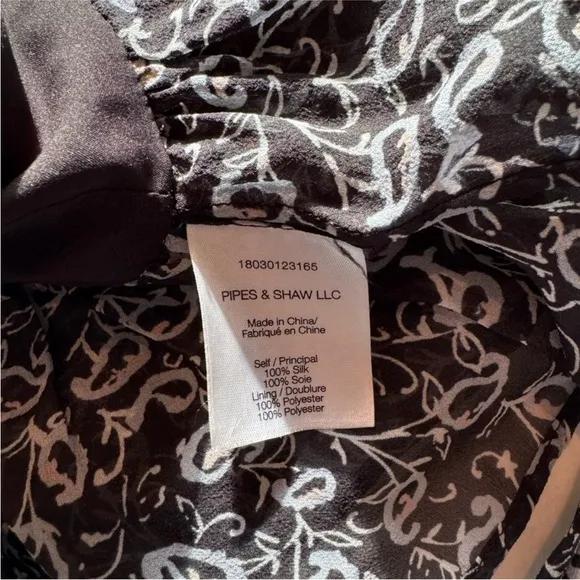 18030123165
PIPES & SHAW LLC
Made in China/
Fabriqué en Chine
Self / Principal
100% Silk
100% Soie
Lining / Doublure
100% Polyester
100% Polyester